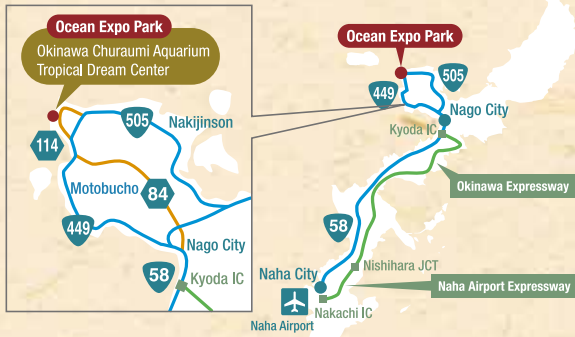 Ocean Expo Park
Okinawa Churaumi Aquarium
Tropical Dream Center
505
Nakijinson
114
Motobucho
84
449
Nago City
58
Kyoda IC
Ocean Expo Park
449
505
Nago City
Kyoda IC
Okinawa Expressway
58
Nishihara JCT
Naha City
Naha Airport Expressway
Nakachi IC
Naha Airport